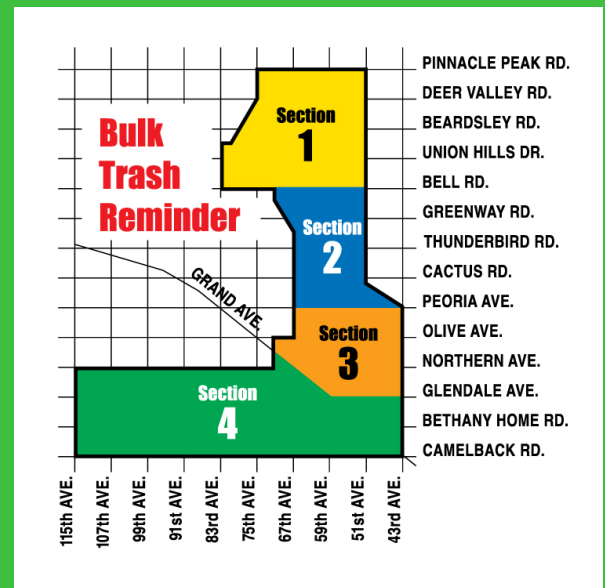 Bulk
Trash
Reminder
Section
1
Section
2
Section
3
Section
4
GRAND AVE.
PINNACLE PEAK RD.
DEER VALLEY RD.
BEARDSLEY RD.
UNION HILLS DR.
BELL RD.
GREENWAY RD.
THUNDERBIRD RD.
CACTUS RD.
PEORIA AVE.
OLIVE AVE.
NORTHERN AVE.
GLENDALE AVE.
BETHANY HOME RD.
CAMELBACK RD.
115th AVE.
107th AVE.
99th AVE.
91st AVE.
83rd AVE.
75th AVE.
67th AVE.
59th AVE.
51st AVE.
43rd AVE.